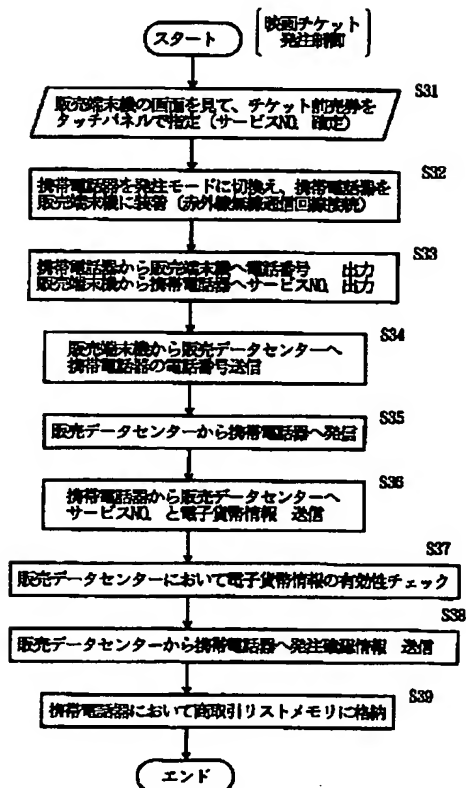 スタート
映画チケット
発注制御
S31
販売端末機の画面を見て、チケット前売券を
タッチパネルで指定（サービスNO. 確定）
S32
携帯電話器を発注モードに切換え，携帯電話器を
販売端末機に装着（赤外線無線通信回線接続）
S33
携帯電話器から販売端末機へ電話番号 出力
販売端末機から携帯電話器へサービスNO. 出力
S34
販売端末機から販売データセンターへ
携帯電話器の電話番号送信
S35
販売データセンターから携帯電話器へ発信
S36
携帯電話器から販売データセンターへ
サービスNO. と電子貨幣情報 送信
S37
販売データセンターにおいて電子貨幣情報の有効性チェック
S38
販売データセンターから携帯電話器へ発注確認情報 送信
S39
携帯電話器において商取引リストメモリに格納
エンド